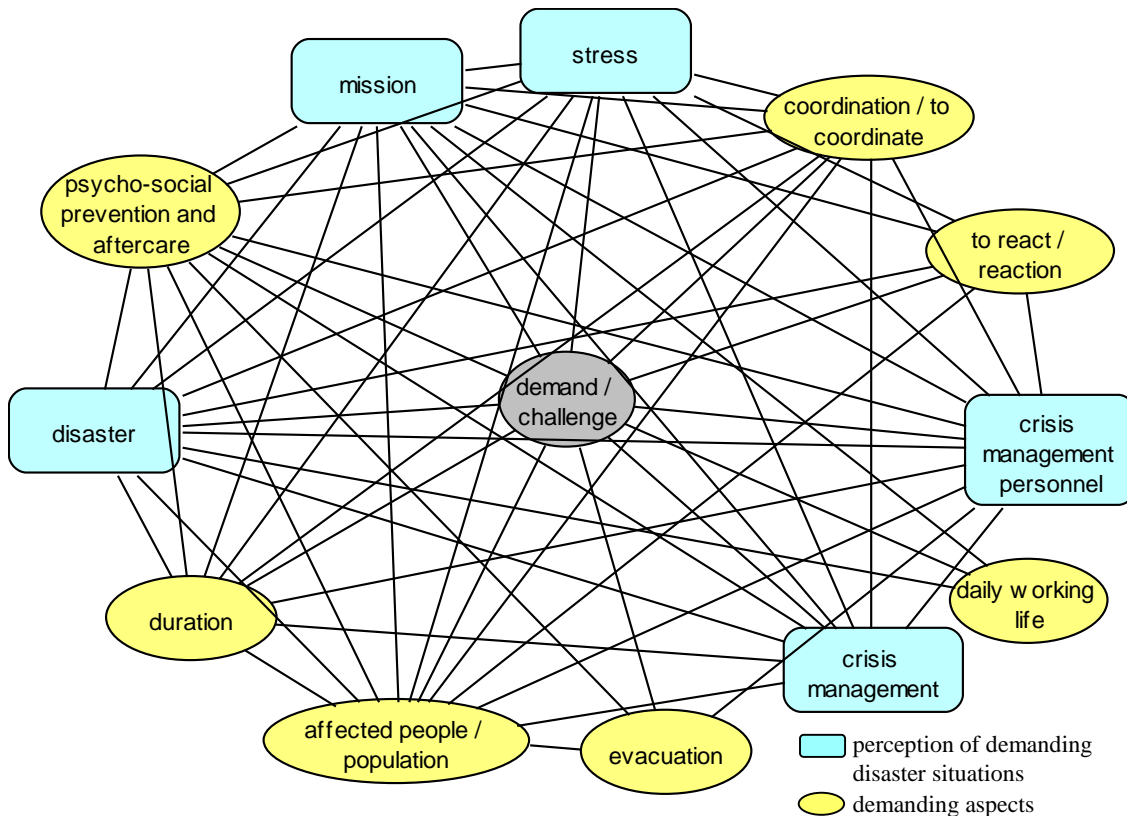 stress
mission
coordination / to
coordinate
psycho-social
prevention and
aftercare
to react /
reaction
demand /
challenge
disaster
crisis
management
personnel
daily w orking
life
duration
crisis
management
affected people /
population
evacuation
perception of demanding
disaster situations
demanding aspects